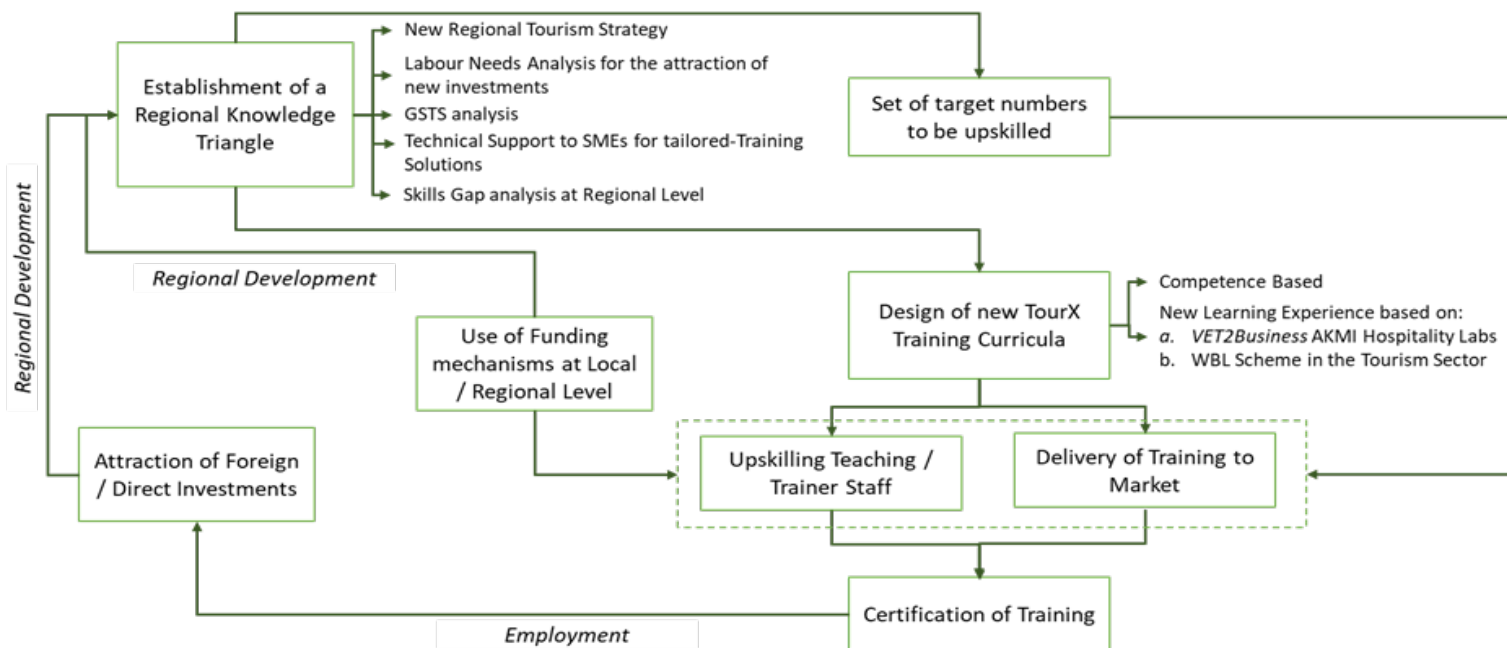 New Regional Tourism Strategy
Establishment of a
Regional Knowledge
Triangle
Labour Needs Analysis for the attraction of
new investments
GSTS analysis
Technical Support to SMEs for tailored-Training
Solutions
Skills Gap analysis at Regional Level
Set of target numbers
to be upskilled
Regional Development
Regional Development
Use of Funding
mechanisms at Local
/ Regional Level
Design of new TourX
Training Curricula
Competence Based
New Learning Experience based on:
a. VET2Business AKMI Hospitality Labs
b. WBL Scheme in the Tourism Sector
Attraction of Foreign
/ Direct Investments
Upskilling Teaching /
Trainer Staff
Delivery of Training to
Market
Certification of Training
Employment